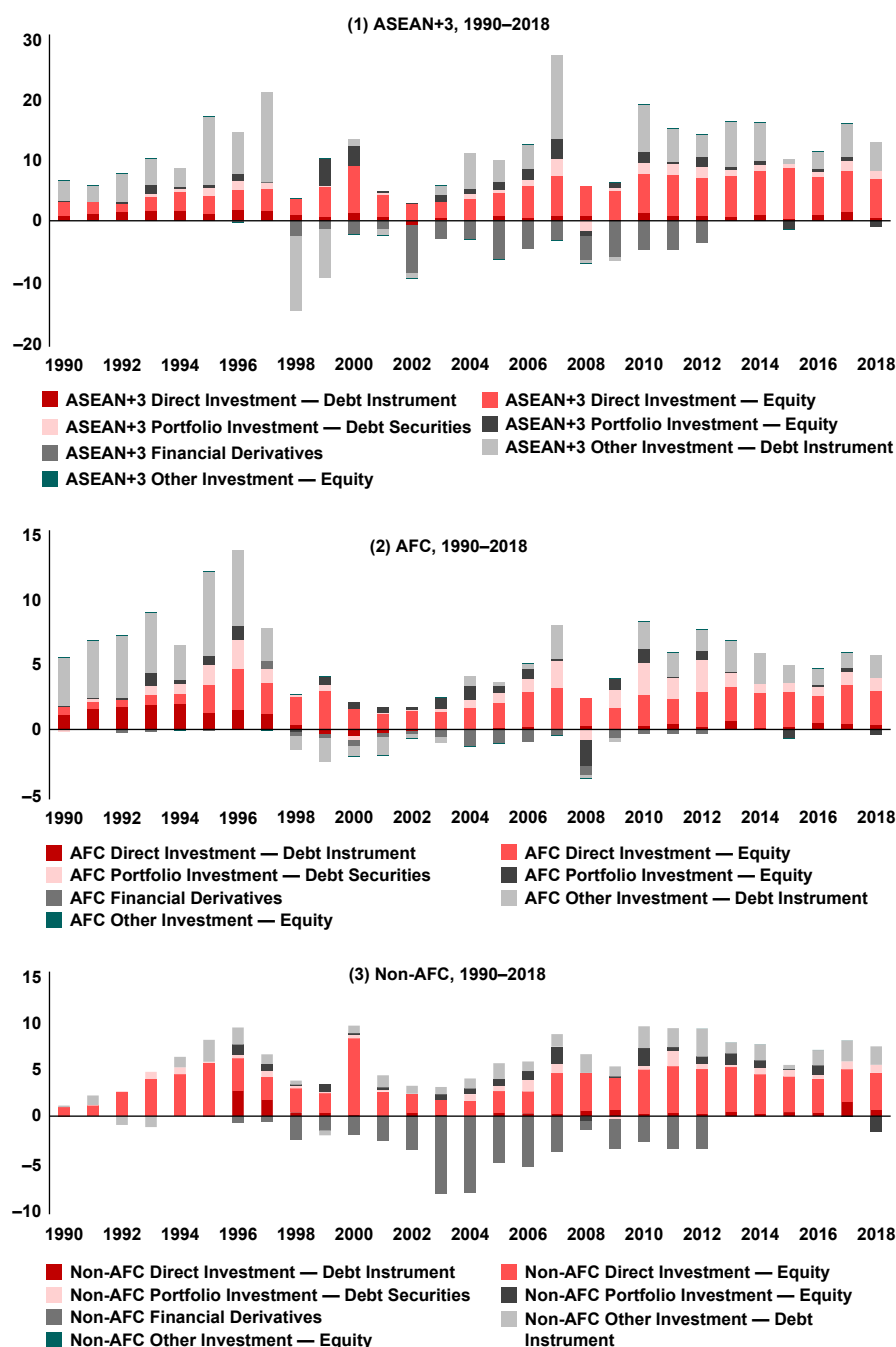 (1) ASEAN+3, 1990–2018
30
20
10
0
–10
–20
1990 1992 1994 1996 1998 2000 2002 2004 2006 2008 2010 2012 2014 2016 2018
ASEAN+3 Direct Investment — Debt Instrument
ASEAN+3 Direct Investment — Equity
ASEAN+3 Portfolio Investment — Debt Securities
ASEAN+3 Portfolio Investment — Equity
ASEAN+3 Financial Derivatives
ASEAN+3 Other Investment — Debt Instrument
ASEAN+3 Other Investment — Equity
(2) AFC, 1990–2018
15
10
5
0
–5
1990 1992 1994 1996 1998 2000 2002 2004 2006 2008 2010 2012 2014 2016 2018
AFC Direct Investment — Debt Instrument
AFC Direct Investment — Equity
AFC Portfolio Investment — Debt Securities
AFC Portfolio Investment — Equity
AFC Financial Derivatives
AFC Other Investment — Debt Instrument
AFC Other Investment — Equity
(3) Non-AFC, 1990–2018
15
10
5
0
–5
–10
1990 1992 1994 1996 1998 2000 2002 2004 2006 2008 2010 2012 2014 2016 2018
Non-AFC Direct Investment — Debt Instrument
Non-AFC Direct Investment — Equity
Non-AFC Portfolio Investment — Debt Securities
Non-AFC Portfolio Investment — Equity
Non-AFC Financial Derivatives
Non-AFC Other Investment — Debt
Instrument
Non-AFC Other Investment — Equity